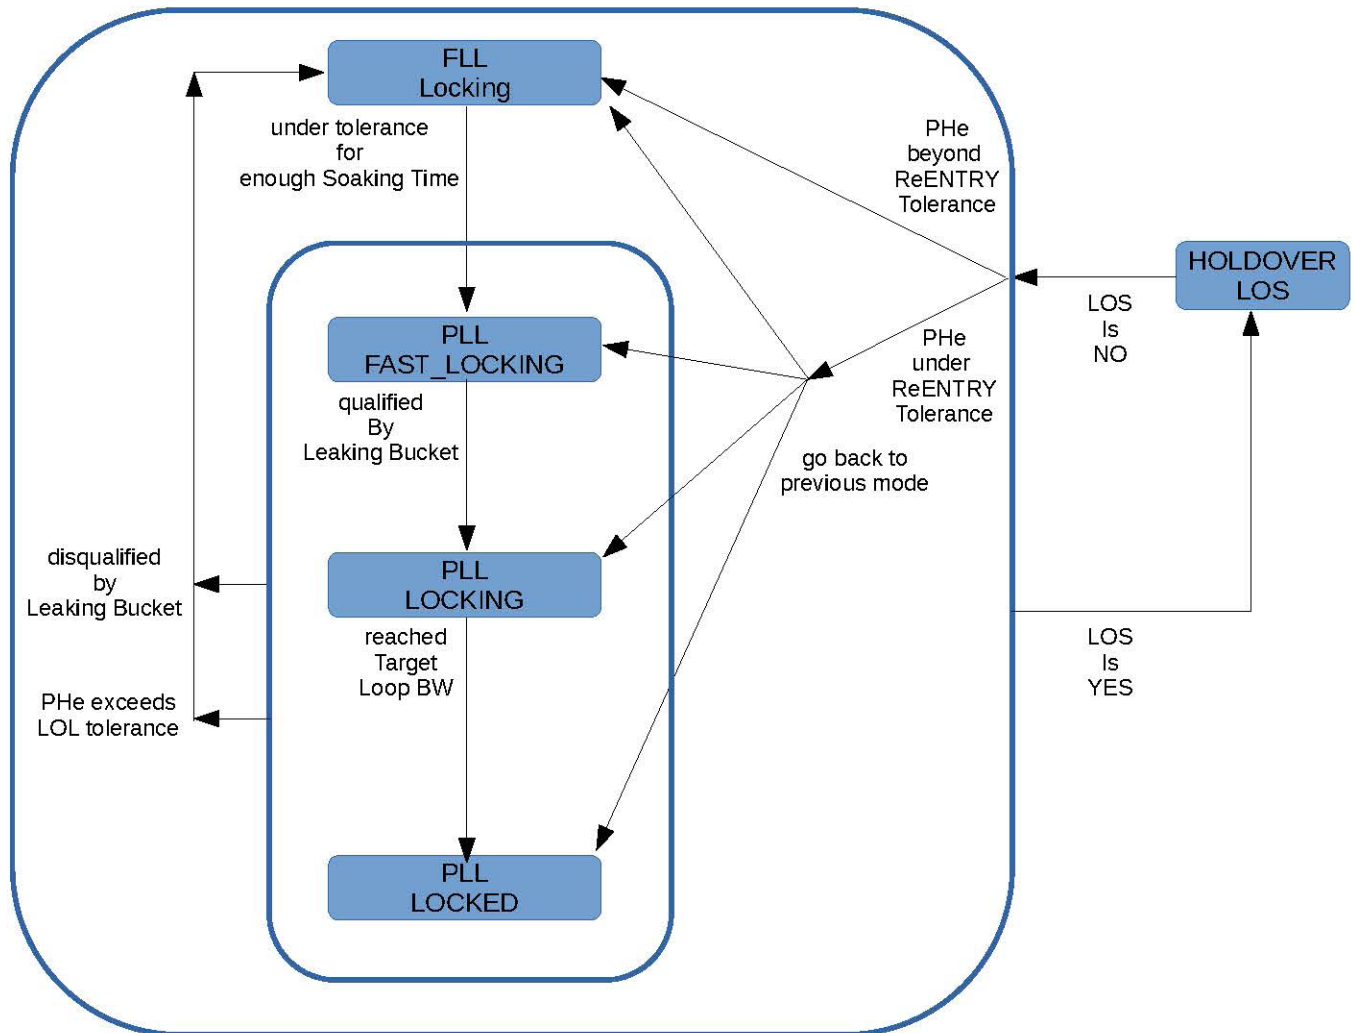 FLL
Locking
under tolerance
for
enough Soaking Time
PHe
beyond
ReENTRY
Tolerance
HOLDOVER
LOS
LOS
Is
NO
PLL
FAST_LOCKING
PHe
under
ReENTRY
Tolerance
qualified
By
Leaking Bucket
go back to
previous mode
disqualified
by
Leaking Bucket
PLL
LOCKING
reached
Target
Loop BW
LOS
Is
YES
PHe exceeds
LOL tolerance
PLL
LOCKED